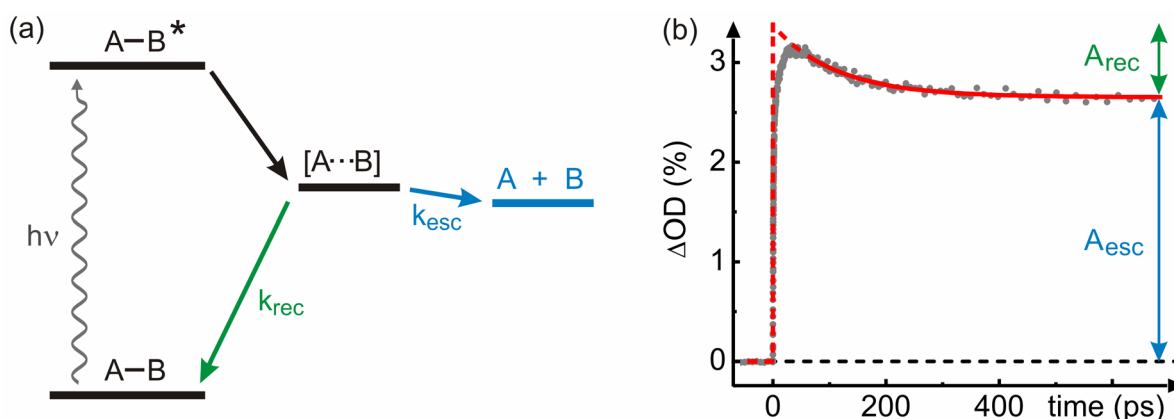 (a)
A–B*
[A···B]
A + B
hν
k_esc
k_rec
A–B
(b)
3
2
1
0
ΔOD (%)
A_rec
A_esc
0
200
400
time (ps)